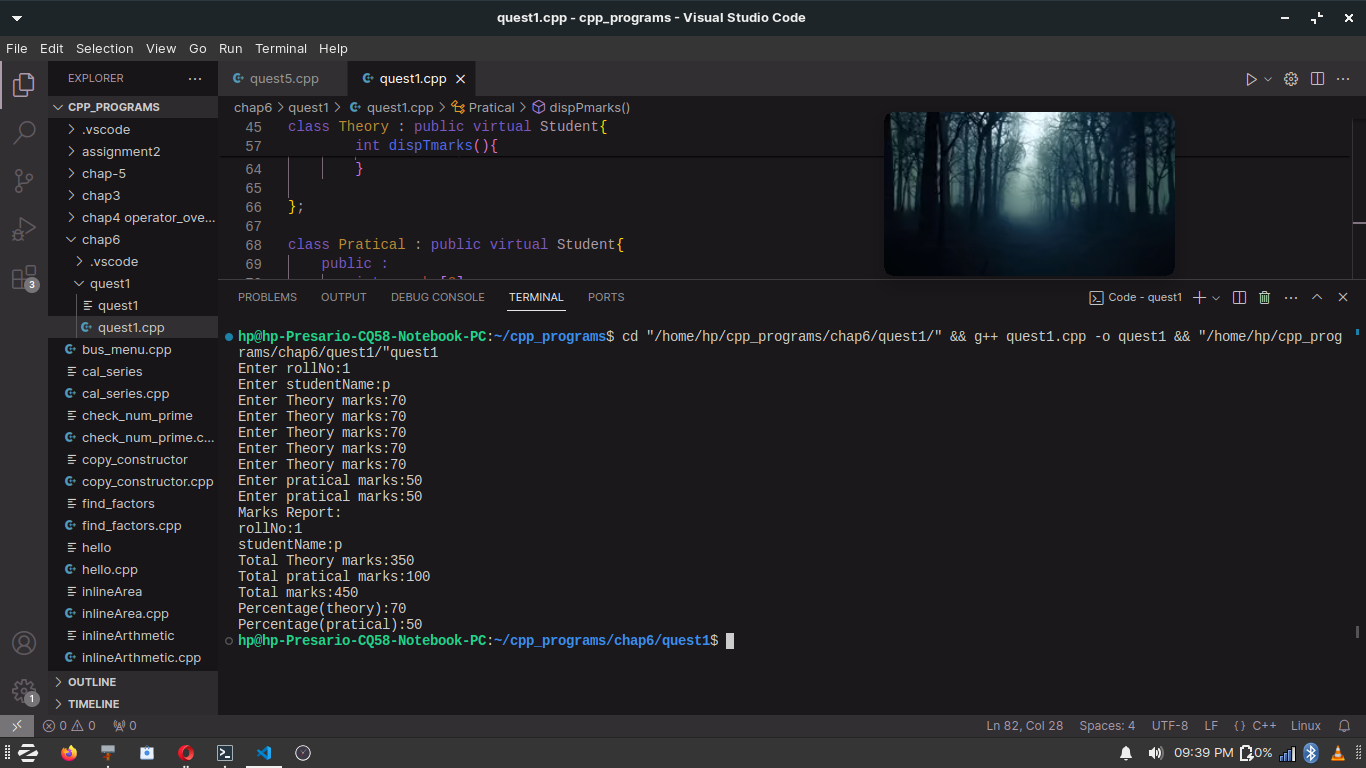 quest1.cpp - cpp_programs - Visual Studio Code
File Edit Selection View Go Run Terminal Help
EXPLORER
quest5.cpp quest1.cpp
CPP_PROGRAMS
.vscode
assignment2
chap-5
chap3
chap4 operator_ove...
chap6
.vscode
quest1
quest1
quest1.cpp
bus_menu.cpp
cal_series
cal_series.cpp
check_num_prime
check_num_prime.c...
copy_constructor
copy_constructor.cpp
find_factors
find_factors.cpp
hello
hello.cpp
inlineArea
inlineArea.cpp
inlineArthmetic
inlineArthmetic.cpp
OUTLINE
TIMELINE
3
1
chap6 > quest1 > quest1.cpp > Pratical > dispPmarks()
45 class Theory : public virtual Student{
57 int dispTmarks(){
64 }
65
66 };
67
68 class Pratical : public virtual Student{
69 public :
PROBLEMS OUTPUT DEBUG CONSOLE TERMINAL PORTS
Code - quest1
hp@hp-Presario-CQ58-Notebook-PC:~/cpp_programs$ cd "/home/hp/cpp_programs/chap6/quest1/" && g++ quest1.cpp -o quest1 && "/home/hp/cpp_prog
rams/chap6/quest1/"quest1
Enter rollNo:1
Enter studentName:p
Enter Theory marks:70
Enter Theory marks:70
Enter Theory marks:70
Enter Theory marks:70
Enter Theory marks:70
Enter pratical marks:50
Enter pratical marks:50
Marks Report:
rollNo:1
studentName:p
Total Theory marks:350
Total pratical marks:100
Total marks:450
Percentage(theory):70
Percentage(pratical):50
hp@hp-Presario-CQ58-Notebook-PC:~/cpp_programs/chap6/quest1$
0 0 0
Ln 82, Col 28 Spaces: 4 UTF-8 LF {} C++ Linux
09:39 PM 0%